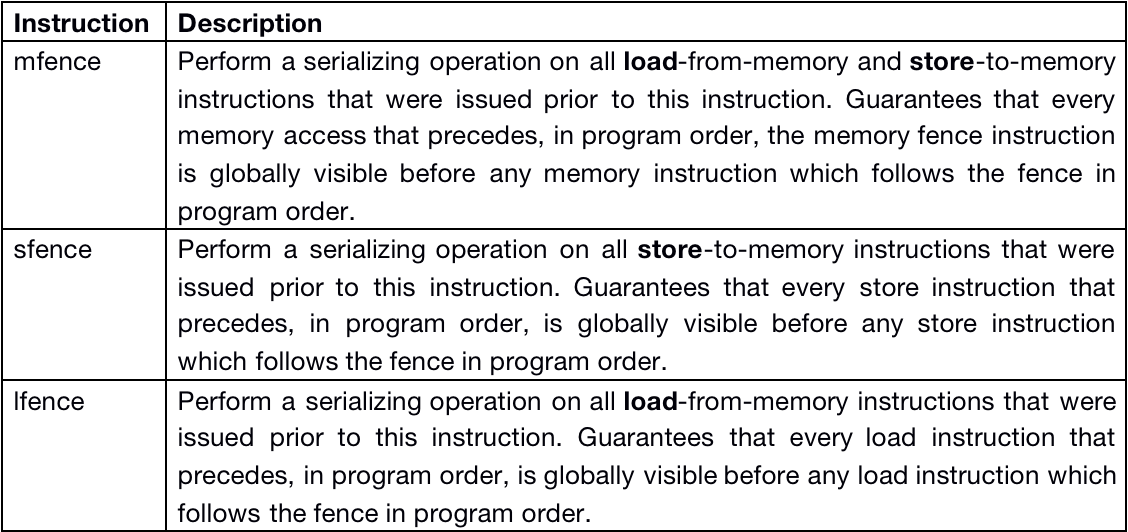 Instruction Description
mfence Perform a serializing operation on all load-from-memory and store-to-memory
instructions that were issued prior to this instruction. Guarantees that every
memory access that precedes, in program order, the memory fence instruction
is globally visible before any memory instruction which follows the fence in
program order.
sfence Perform a serializing operation on all store-to-memory instructions that were
issued prior to this instruction. Guarantees that every store instruction that
precedes, in program order, is globally visible before any store instruction
which follows the fence in program order.
lfence Perform a serializing operation on all load-from-memory instructions that were
issued prior to this instruction. Guarantees that every load instruction that
precedes, in program order, is globally visible before any load instruction which
follows the fence in program order.